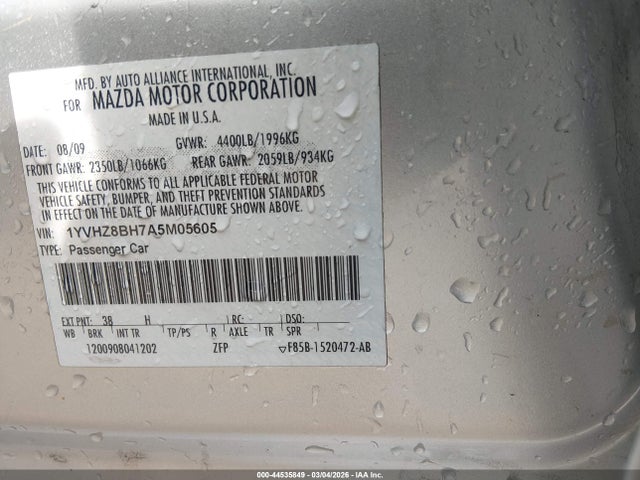 MFD. BY AUTO ALLIANCE INTERNATIONAL, INC.
FOR MAZDA MOTOR CORPORATION
MADE IN U.S.A.
DATE: 08/09 GVWR: 4400LB/1996KG
FRONT GAWR: 2350LB/1066KG REAR GAWR: 2059LB/934KG
THIS VEHICLE CONFORMS TO ALL APPLICABLE FEDERAL MOTOR
VEHICLE SAFETY, BUMPER, AND THEFT PREVENTION STANDARDS
IN EFFECT ON THE DATE OF MANUFACTURE SHOWN ABOVE.
VIN: 1YVHZ8BH7A5M05605
TYPE: Passenger Car
EXT PNT: 38 H RC: DSO:
WB BRK INT TR TP/PS R AXLE TR SPR
1200908041202 ZFP ▽F85B-1520472-AB
000-44535849 - 03/04/2026 - IAA Inc.